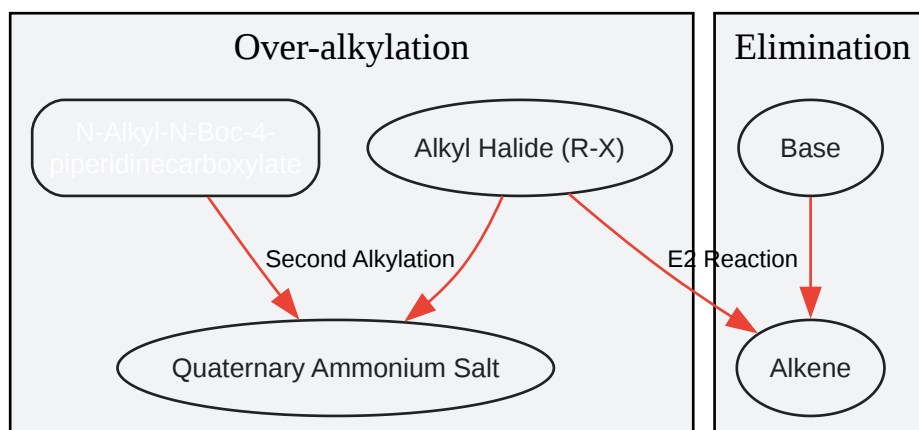 Over-alkylation
Elimination
N-Alkyl-N-Boc-4-
piperidinecarboxylate
Alkyl Halide (R-X)
Base
Second Alkylation
E2 Reaction
Quaternary Ammonium Salt
Alkene